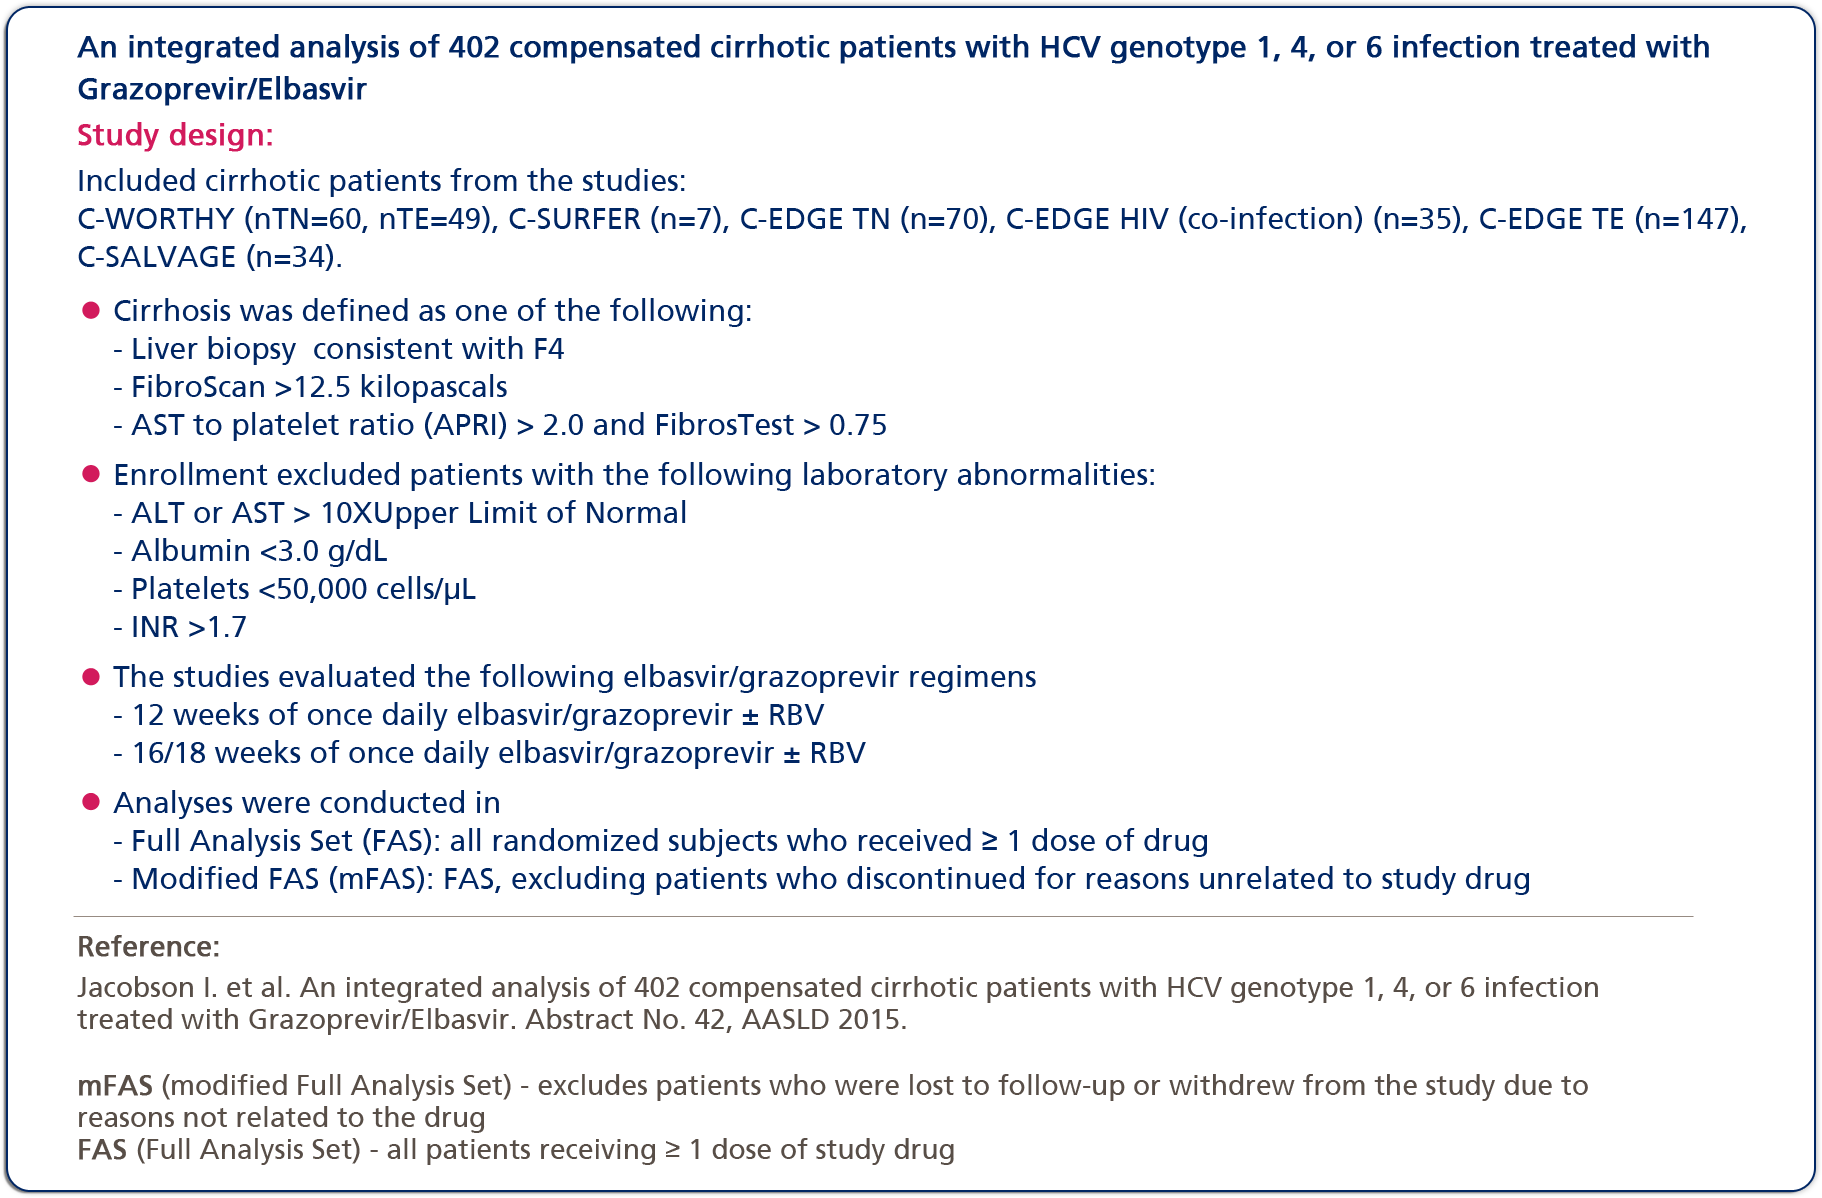 An integrated analysis of 402 compensated cirrhotic patients with HCV genotype 1, 4, or 6 infection treated with
Grazoprevir/Elbasvir
Study design:
Included cirrhotic patients from the studies:
C-WORTHY (nTN=60, nTE=49), C-SURFER (n=7), C-EDGE TN (n=70), C-EDGE HIV (co-infection) (n=35), C-EDGE TE (n=147),
C-SALVAGE (n=34).
● Cirrhosis was defined as one of the following:
- Liver biopsy  consistent with F4
- FibroScan >12.5 kilopascals
- AST to platelet ratio (APRI) > 2.0 and FibrosTest > 0.75
● Enrollment excluded patients with the following laboratory abnormalities:
- ALT or AST > 10XUpper Limit of Normal
- Albumin <3.0 g/dL
- Platelets <50,000 cells/µL
- INR >1.7
● The studies evaluated the following elbasvir/grazoprevir regimens
- 12 weeks of once daily elbasvir/grazoprevir ± RBV
- 16/18 weeks of once daily elbasvir/grazoprevir ± RBV
● Analyses were conducted in
- Full Analysis Set (FAS): all randomized subjects who received ≥ 1 dose of drug
- Modified FAS (mFAS): FAS, excluding patients who discontinued for reasons unrelated to study drug
Reference:
Jacobson I. et al. An integrated analysis of 402 compensated cirrhotic patients with HCV genotype 1, 4, or 6 infection
treated with Grazoprevir/Elbasvir. Abstract No. 42, AASLD 2015.
mFAS (modified Full Analysis Set) - excludes patients who were lost to follow-up or withdrew from the study due to
reasons not related to the drug
FAS (Full Analysis Set) - all patients receiving ≥ 1 dose of study drug